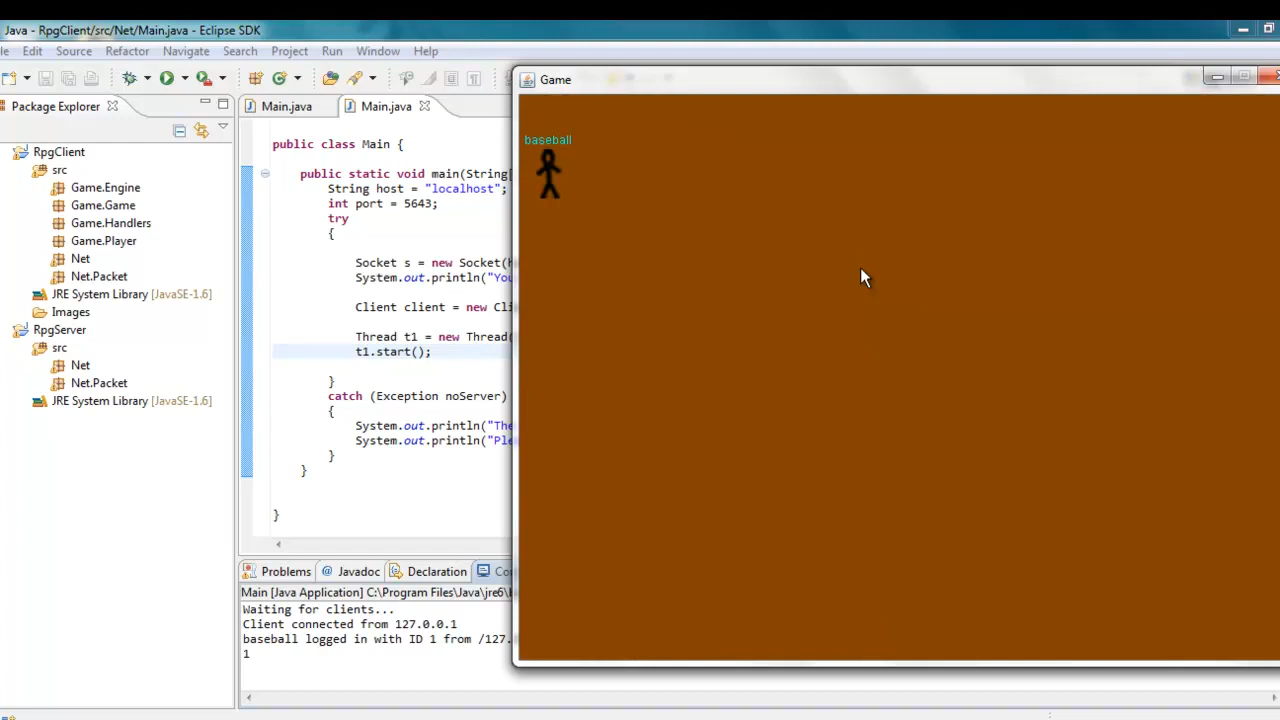 Java - RpgClient/src/Net/Main.java - Eclipse SDK
le Edit Source Refactor Navigate Search Project Run Window Help
Package Explorer
RpgClient
src
Game.Engine
Game.Game
Game.Handlers
Game.Player
Net
Net.Packet
JRE System Library [JavaSE-1.6]
Images
RpgServer
src
Net
Net.Packet
JRE System Library [JavaSE-1.6]
Main.java
Main.java
public class Main {
public static void main(String[
String host = "localhost";
int port = 5643;
try
{
Socket s = new Socket(h
System.out.println("You
Client client = new Cli
Thread t1 = new Thread(
t1.start();
}
catch (Exception noServer)
{
System.out.println("The
System.out.println("Ple
}
}
}
Problems @ Javadoc Declaration Co
Main [Java Application] C:\Program Files\Java\jre6\b
Waiting for clients...
Client connected from 127.0.0.1
baseball logged in with ID 1 from /127.
1
Game
baseball